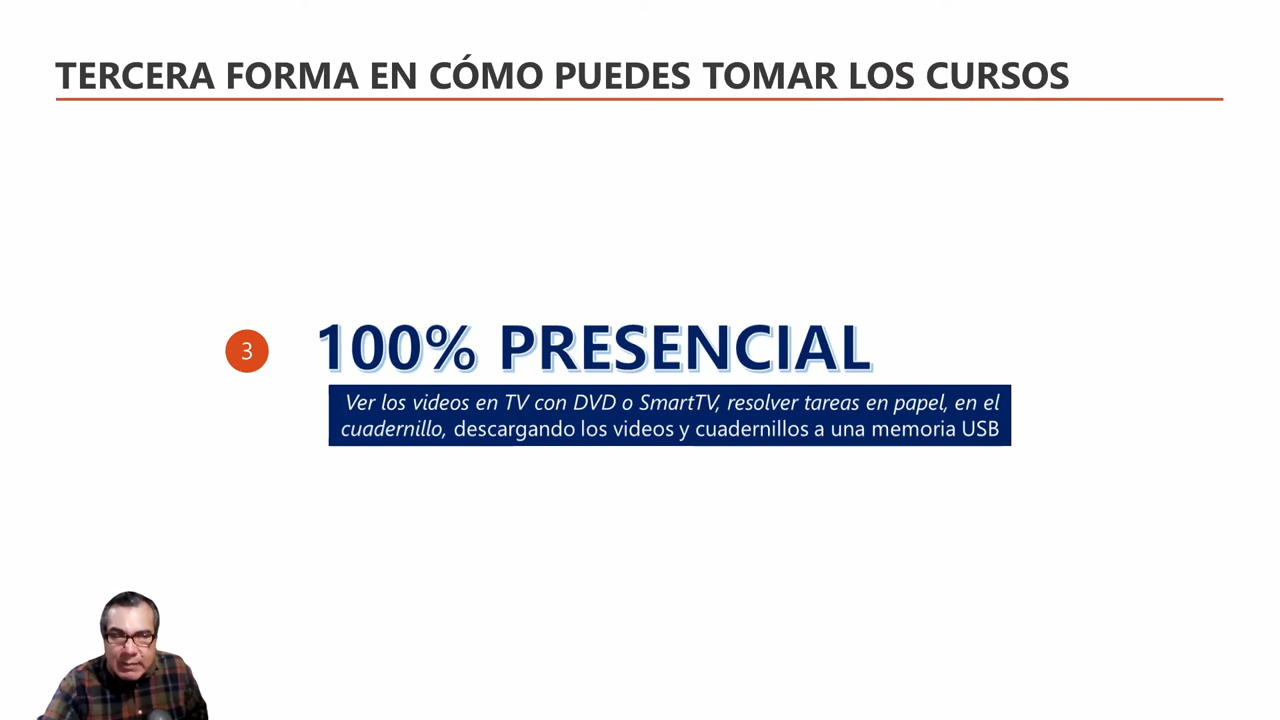 TERCERA FORMA EN CÓMO PUEDES TOMAR LOS CURSOS
3
100% PRESENCIAL
Ver los videos en TV con DVD o SmartTV, resolver tareas en papel, en el
cuadernillo, descargando los videos y cuadernillos a una memoria USB